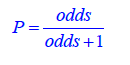 P = odds / (odds + 1)